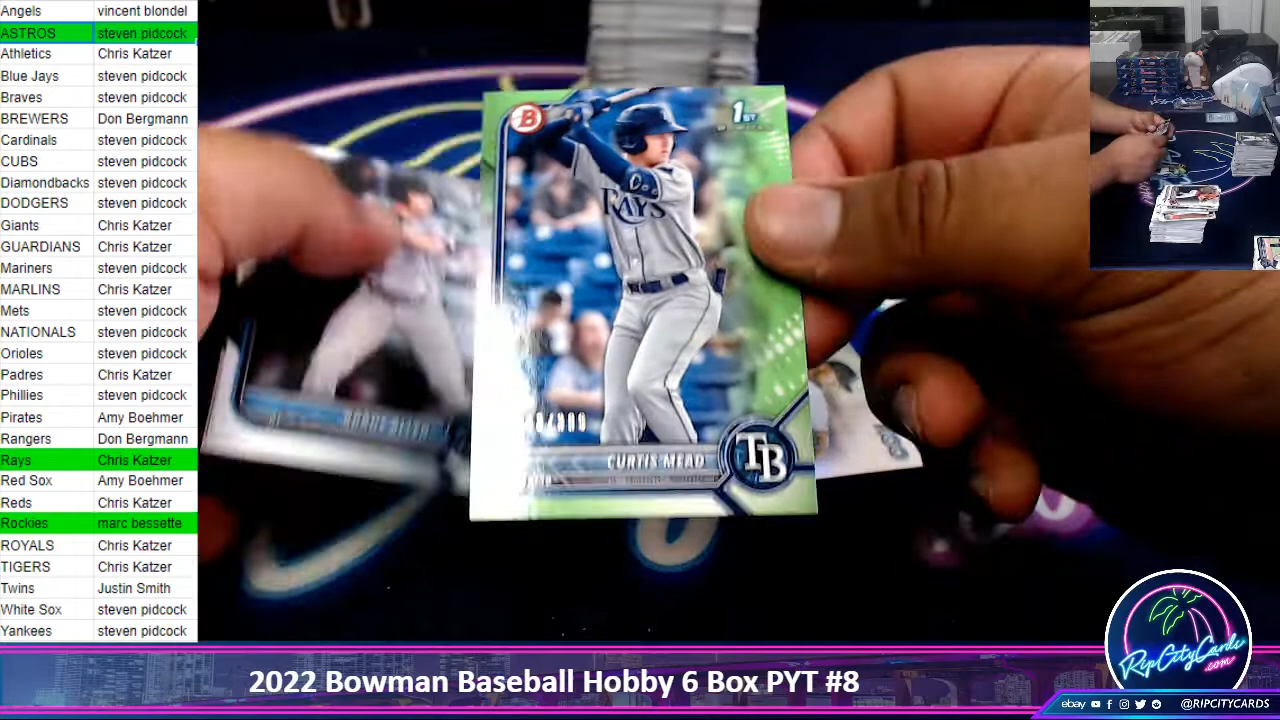 Angels vincent blondel
ASTROS steven pidcock
Athletics Chris Katzer
Blue Jays steven pidcock
Braves steven pidcock
BREWERS Don Bergmann
Cardinals steven pidcock
CUBS steven pidcock
Diamondbacks steven pidcock
DODGERS steven pidcock
Giants Chris Katzer
GUARDIANS Chris Katzer
Mariners steven pidcock
MARLINS Chris Katzer
Mets steven pidcock
NATIONALS steven pidcock
Orioles steven pidcock
Padres Chris Katzer
Phillies steven pidcock
Pirates Amy Boehmer
Rangers Don Bergmann
Rays Chris Katzer
Red Sox Amy Boehmer
Reds Chris Katzer
Rockies marc bessette
ROYALS Chris Katzer
TIGERS Chris Katzer
Twins Justin Smith
White Sox steven pidcock
Yankees steven pidcock
B
1ST
RAYS
CURTIS MEAD
TB
2022 Bowman Baseball Hobby 6 Box PYT #8
RipCityCards
.com
ebay @RIPCITYCARDS